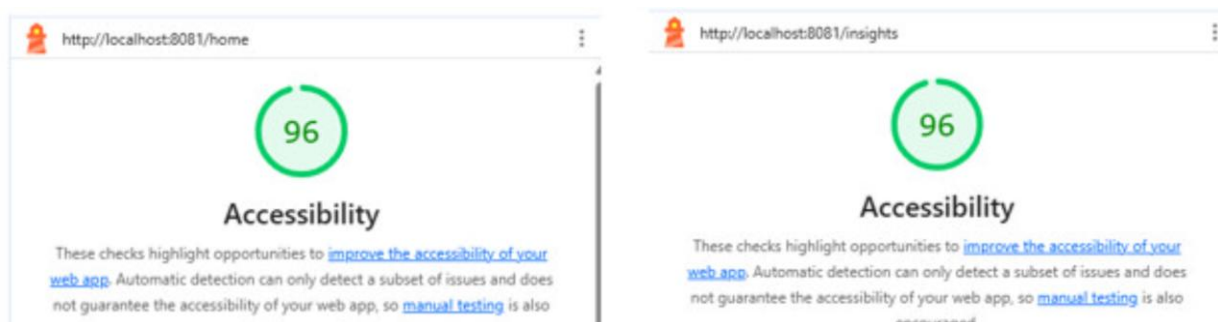 http://localhost:8081/home
96
Accessibility
These checks highlight opportunities to improve the accessibility of your
web app. Automatic detection can only detect a subset of issues and does
not guarantee the accessibility of your web app, so manual testing is also
http://localhost:8081/insights
96
Accessibility
These checks highlight opportunities to improve the accessibility of your
web app. Automatic detection can only detect a subset of issues and does
not guarantee the accessibility of your web app, so manual testing is also